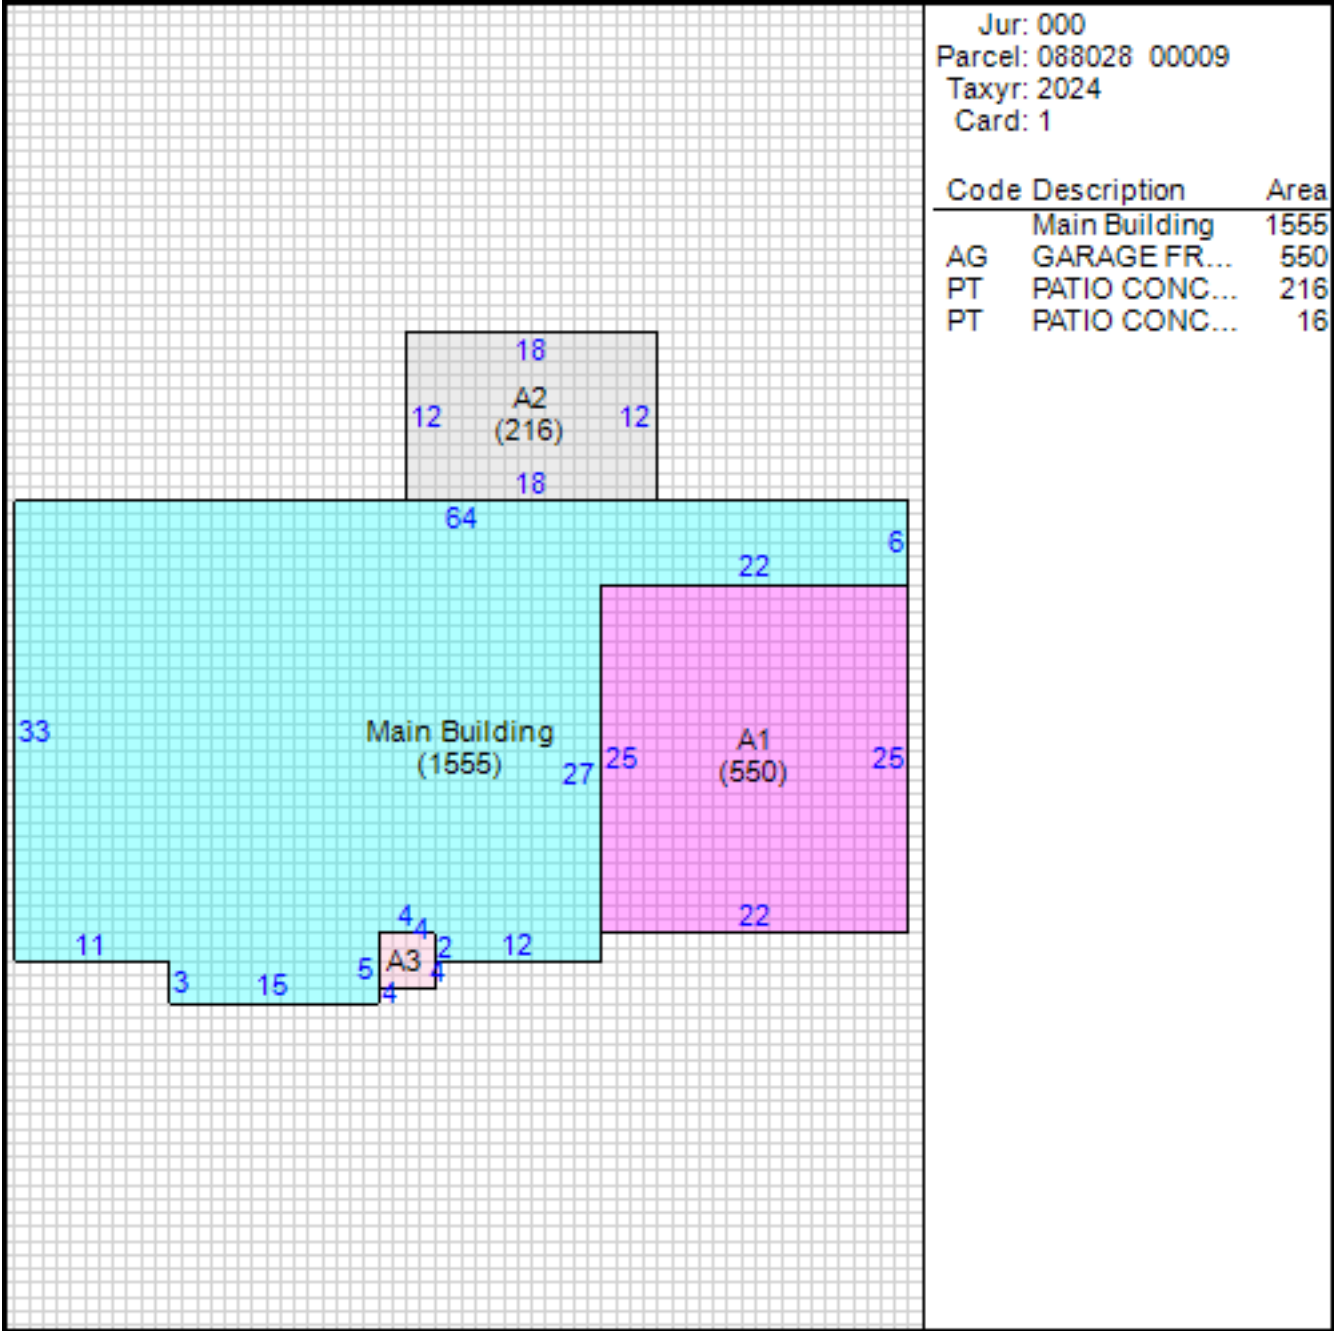 Jur: 000
Parcel: 088028 00009
Taxyr: 2024
Card: 1
Code Description Area
Main Building 1555
AG GARAGE FR... 550
PT PATIO CONC... 216
PT PATIO CONC... 16
18
A2
12 12
(216)
18
64
6
22
33
Main Building
(1555)
27
25
A1
(550)
25
22
4
4
11
2
12
5
A3
4
3
15
4